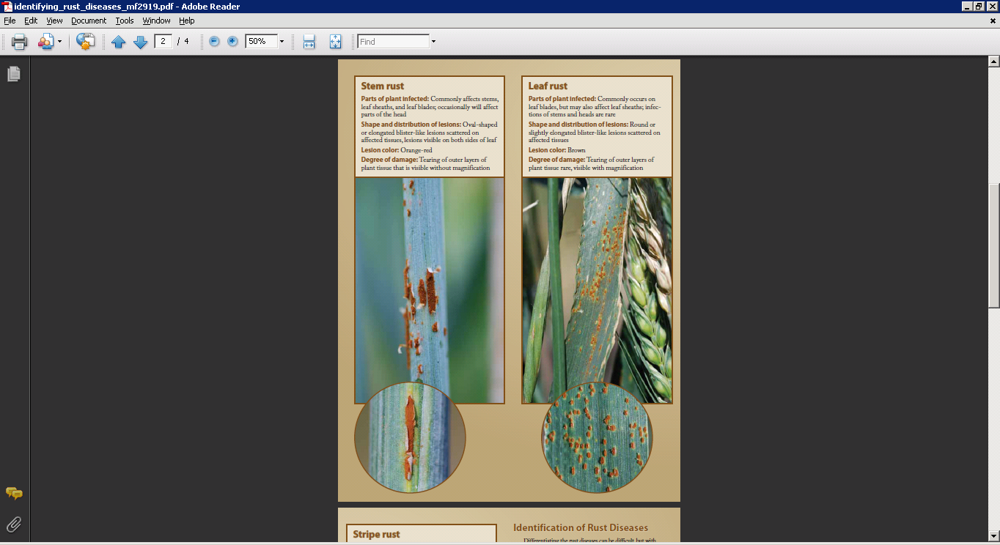 identifying_rust_diseases_mf2919.pdf - Adobe Reader
File Edit View Document Tools Window Help
2 / 4 50% Find
Stem rust
Parts of plant infected: Commonly affects stems,
leaf sheaths, and leaf blades; occasionally will affect
parts of the head
Shape and distribution of lesions: Oval-shaped
or elongated blister-like lesions scattered on
affected tissues, lesions visible on both sides of leaf
Lesion color: Orange-red
Degree of damage: Tearing of outer layers of
plant tissue that is visible without magnification
Leaf rust
Parts of plant infected: Commonly occurs on
leaf blades, but may also affect leaf sheaths; infec-
tions of stems and heads are rare
Shape and distribution of lesions: Round or
slightly elongated blister-like lesions scattered on
affected tissues
Lesion color: Brown
Degree of damage: Tearing of outer layers of
plant tissue rare, visible with magnification
Stripe rust
Identification of Rust Diseases
Differentiating the rust diseases can be difficult, but with